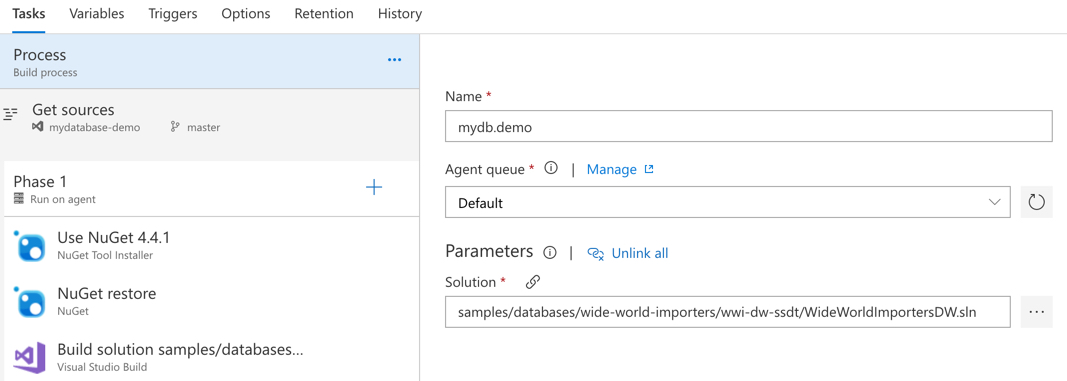 Tasks Variables Triggers Options Retention History
Process
Build process
...
Get sources
mydatabase-demo master
Phase 1
Run on agent
Use NuGet 4.4.1
NuGet Tool Installer
NuGet restore
NuGet
Build solution samples/databases...
Visual Studio Build
Name *
mydb.demo
Agent queue * | Manage
Default
Parameters | Unlink all
Solution *
samples/databases/wide-world-importers/wwi-dw-ssdt/WideWorldImportersDW.sln
...